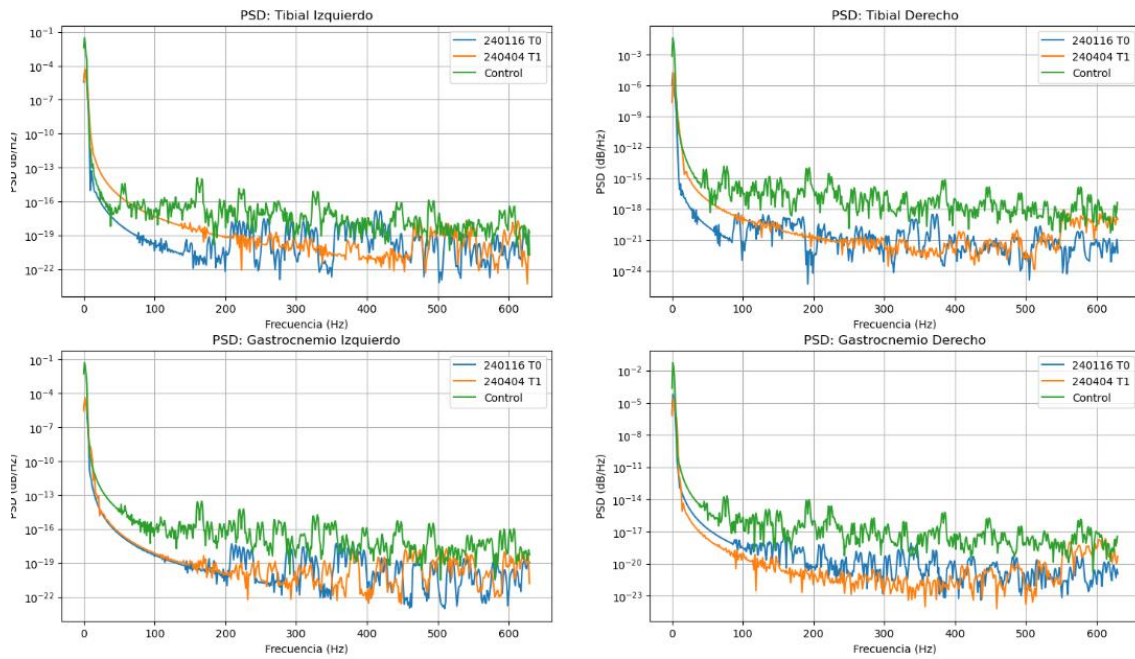 PSD: Tibial Izquierdo
PSD dB/Hz)
10⁻¹
10⁻⁴
10⁻⁷
10⁻¹⁰
10⁻¹³
10⁻¹⁶
10⁻¹⁹
10⁻²²
240116 T0
240404 T1
Control
0 100 200 300 400 500 600
Frecuencia (Hz)
PSD: Tibial Derecho
PSD (dB/Hz)
10⁻³
10⁻⁶
10⁻⁹
10⁻¹²
10⁻¹⁵
10⁻¹⁸
10⁻²¹
10⁻²⁴
240116 T0
240404 T1
Control
0 100 200 300 400 500 600
Frecuencia (Hz)
PSD: Gastrocnemio Izquierdo
PSD (dB/Hz)
10⁻¹
10⁻⁴
10⁻⁷
10⁻¹⁰
10⁻¹³
10⁻¹⁶
10⁻¹⁹
10⁻²²
240116 T0
240404 T1
Control
0 100 200 300 400 500 600
Frecuencia (Hz)
PSD: Gastrocnemio Derecho
PSD (dB/Hz)
10⁻²
10⁻⁵
10⁻⁸
10⁻¹¹
10⁻¹⁴
10⁻¹⁷
10⁻²⁰
10⁻²³
240116 T0
240404 T1
Control
0 100 200 300 400 500 600
Frecuencia (Hz)